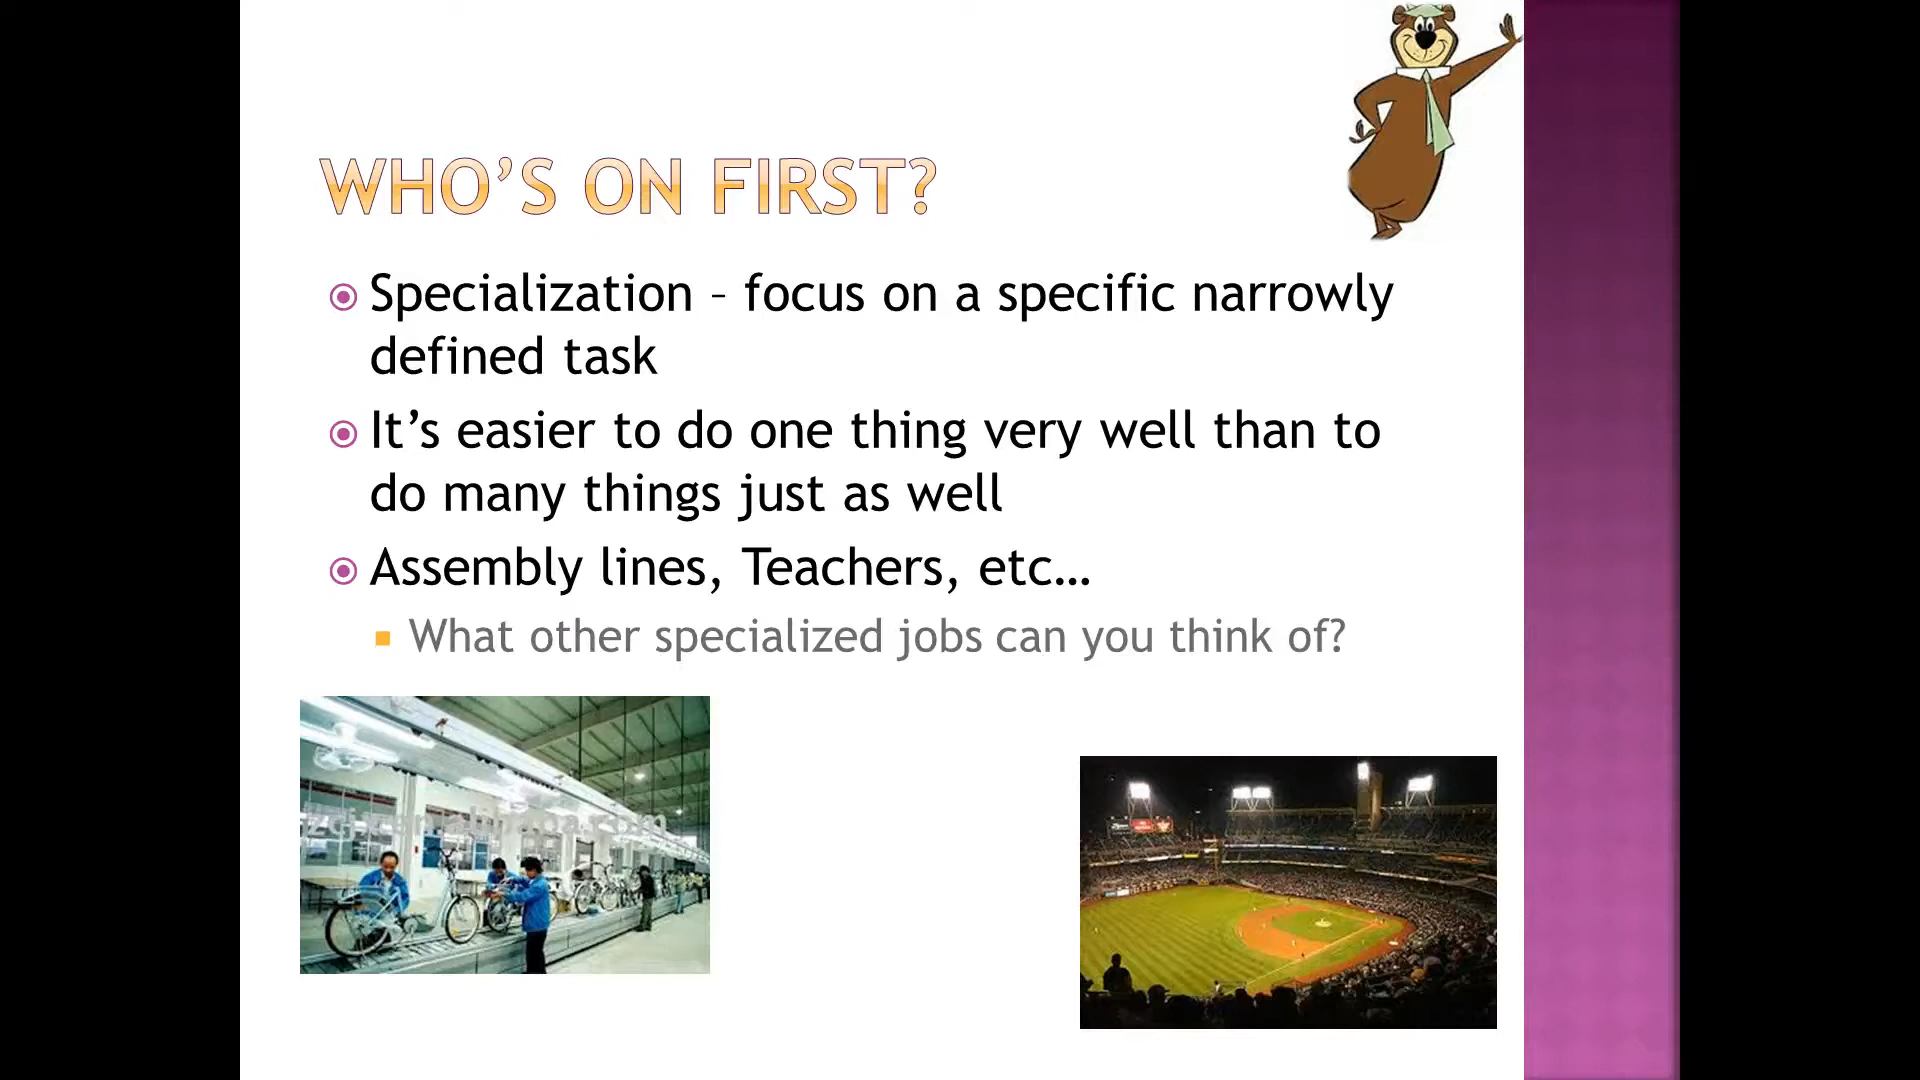 WHO’S ON FIRST?
Specialization – focus on a specific narrowly
defined task
It’s easier to do one thing very well than to
do many things just as well
Assembly lines, Teachers, etc…
What other specialized jobs can you think of?